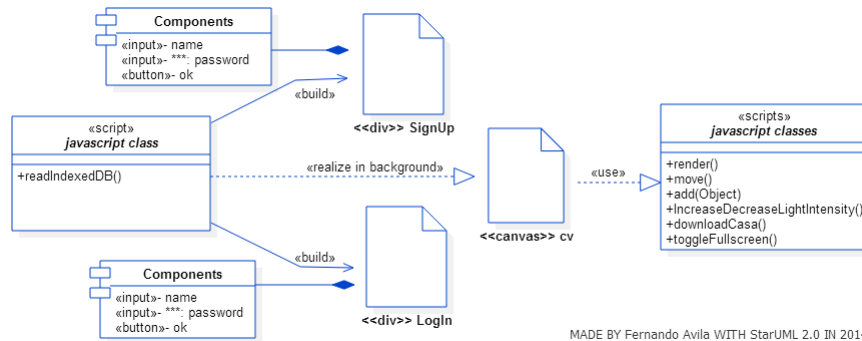 Components
«input»- name
«input»- ***: password
«button»- ok
«build»
<<div>> SignUp
«script»
javascript class
+readIndexedDB()
«realize in background»
<<canvas>> cv
«use»
«scripts»
javascript classes
+render()
+move()
+add(Object)
+IncreaseDecreaseLightIntensity()
+downloadCasa()
+toggleFullscreen()
«build»
Components
«input»- name
«input»- ***: password
«button»- ok
<<div>> LogIn
MADE BY Fernando Avila WITH StarUML 2.0 IN